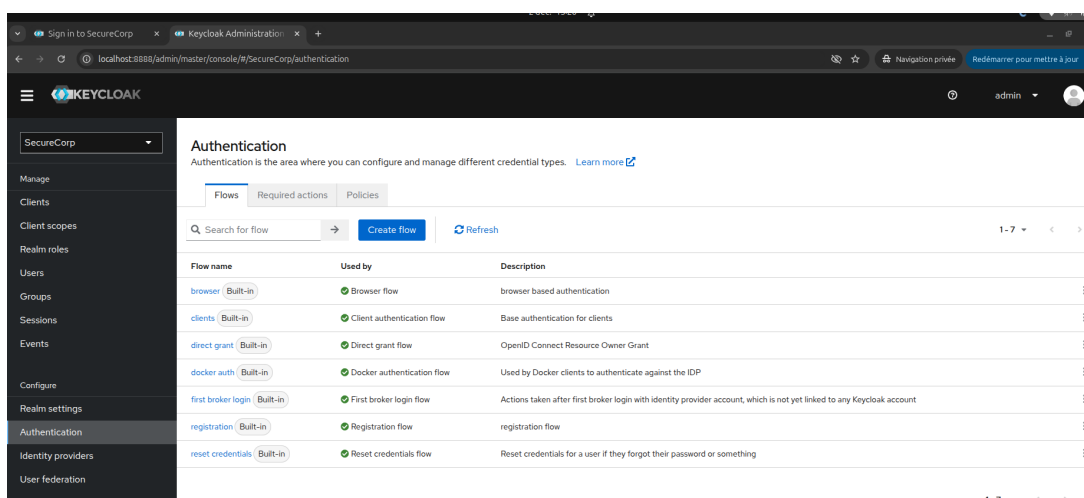 Sign in to SecureCorp
Keycloak Administration
localhost:8888/admin/master/console/#/SecureCorp/authentication
Navigation privée
Redémarrer pour mettre à jour
KEYCLOAK
admin
SecureCorp
Manage
Clients
Client scopes
Realm roles
Users
Groups
Sessions
Events
Configure
Realm settings
Authentication
Identity providers
User federation
Authentication
Authentication is the area where you can configure and manage different credential types. Learn more
Flows Required actions Policies
Search for flow Create flow Refresh 1-7
Flow name Used by Description
browser Built-in Browser flow browser based authentication
clients Built-in Client authentication flow Base authentication for clients
direct grant Built-in Direct grant flow OpenID Connect Resource Owner Grant
docker auth Built-in Docker authentication flow Used by Docker clients to authenticate against the IDP
first broker login Built-in First broker login flow Actions taken after first broker login with identity provider account, which is not yet linked to any Keycloak account
registration Built-in Registration flow registration flow
reset credentials Built-in Reset credentials flow Reset credentials for a user if they forgot their password or something